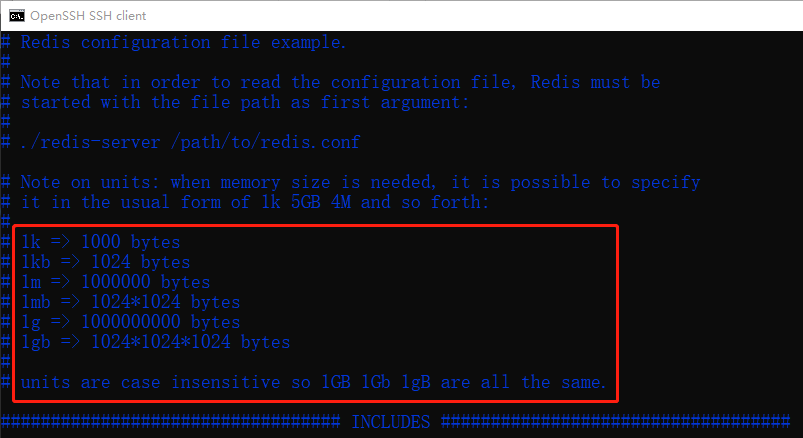 OpenSSH SSH client
# Redis configuration file example.
#
# Note that in order to read the configuration file, Redis must be
# started with the file path as first argument:
#
# ./redis-server /path/to/redis.conf
# Note on units: when memory size is needed, it is possible to specify
# it in the usual form of 1k 5GB 4M and so forth:
#
# 1k => 1000 bytes
# 1kb => 1024 bytes
# 1m => 1000000 bytes
# 1mb => 1024*1024 bytes
# 1g => 1000000000 bytes
# 1gb => 1024*1024*1024 bytes
#
# units are case insensitive so 1GB 1Gb 1gB are all the same.
################################## INCLUDES ###################################